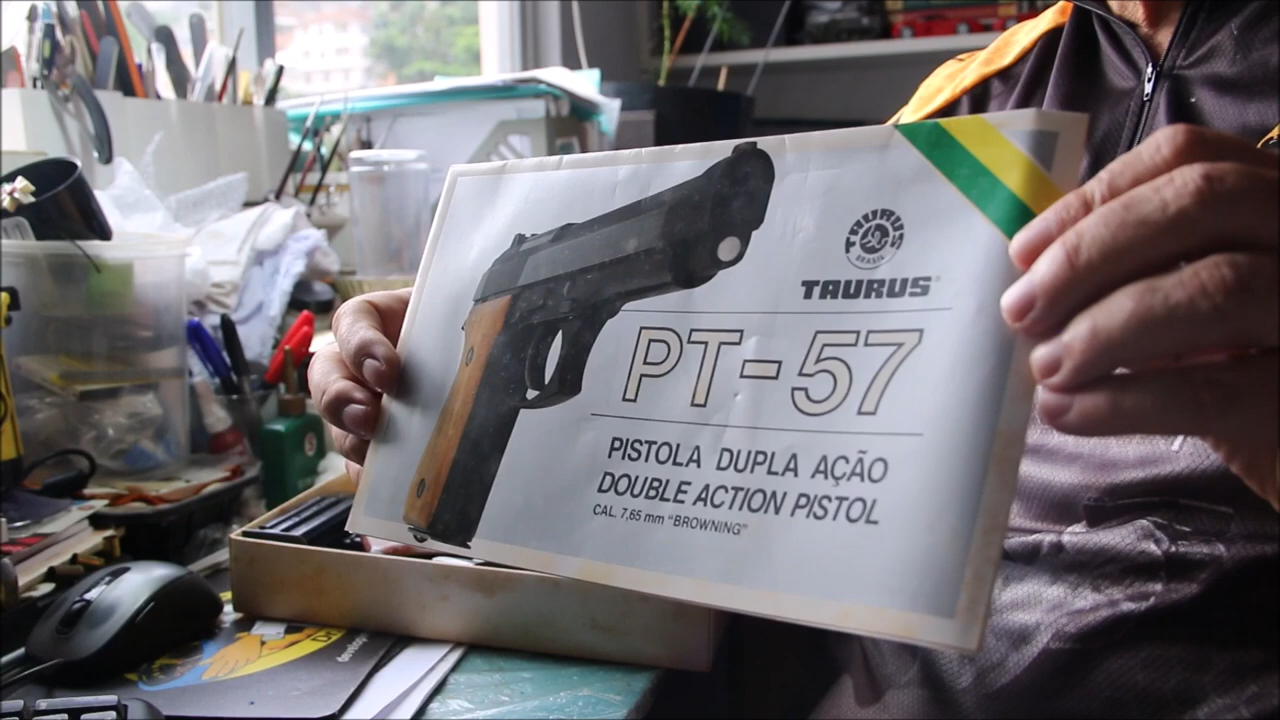 TAURUS
BRASIL
TAURUS
PT-57
PISTOLA DUPLA AÇÃO
DOUBLE ACTION PISTOL
CAL. 7,65 mm "BROWNING"